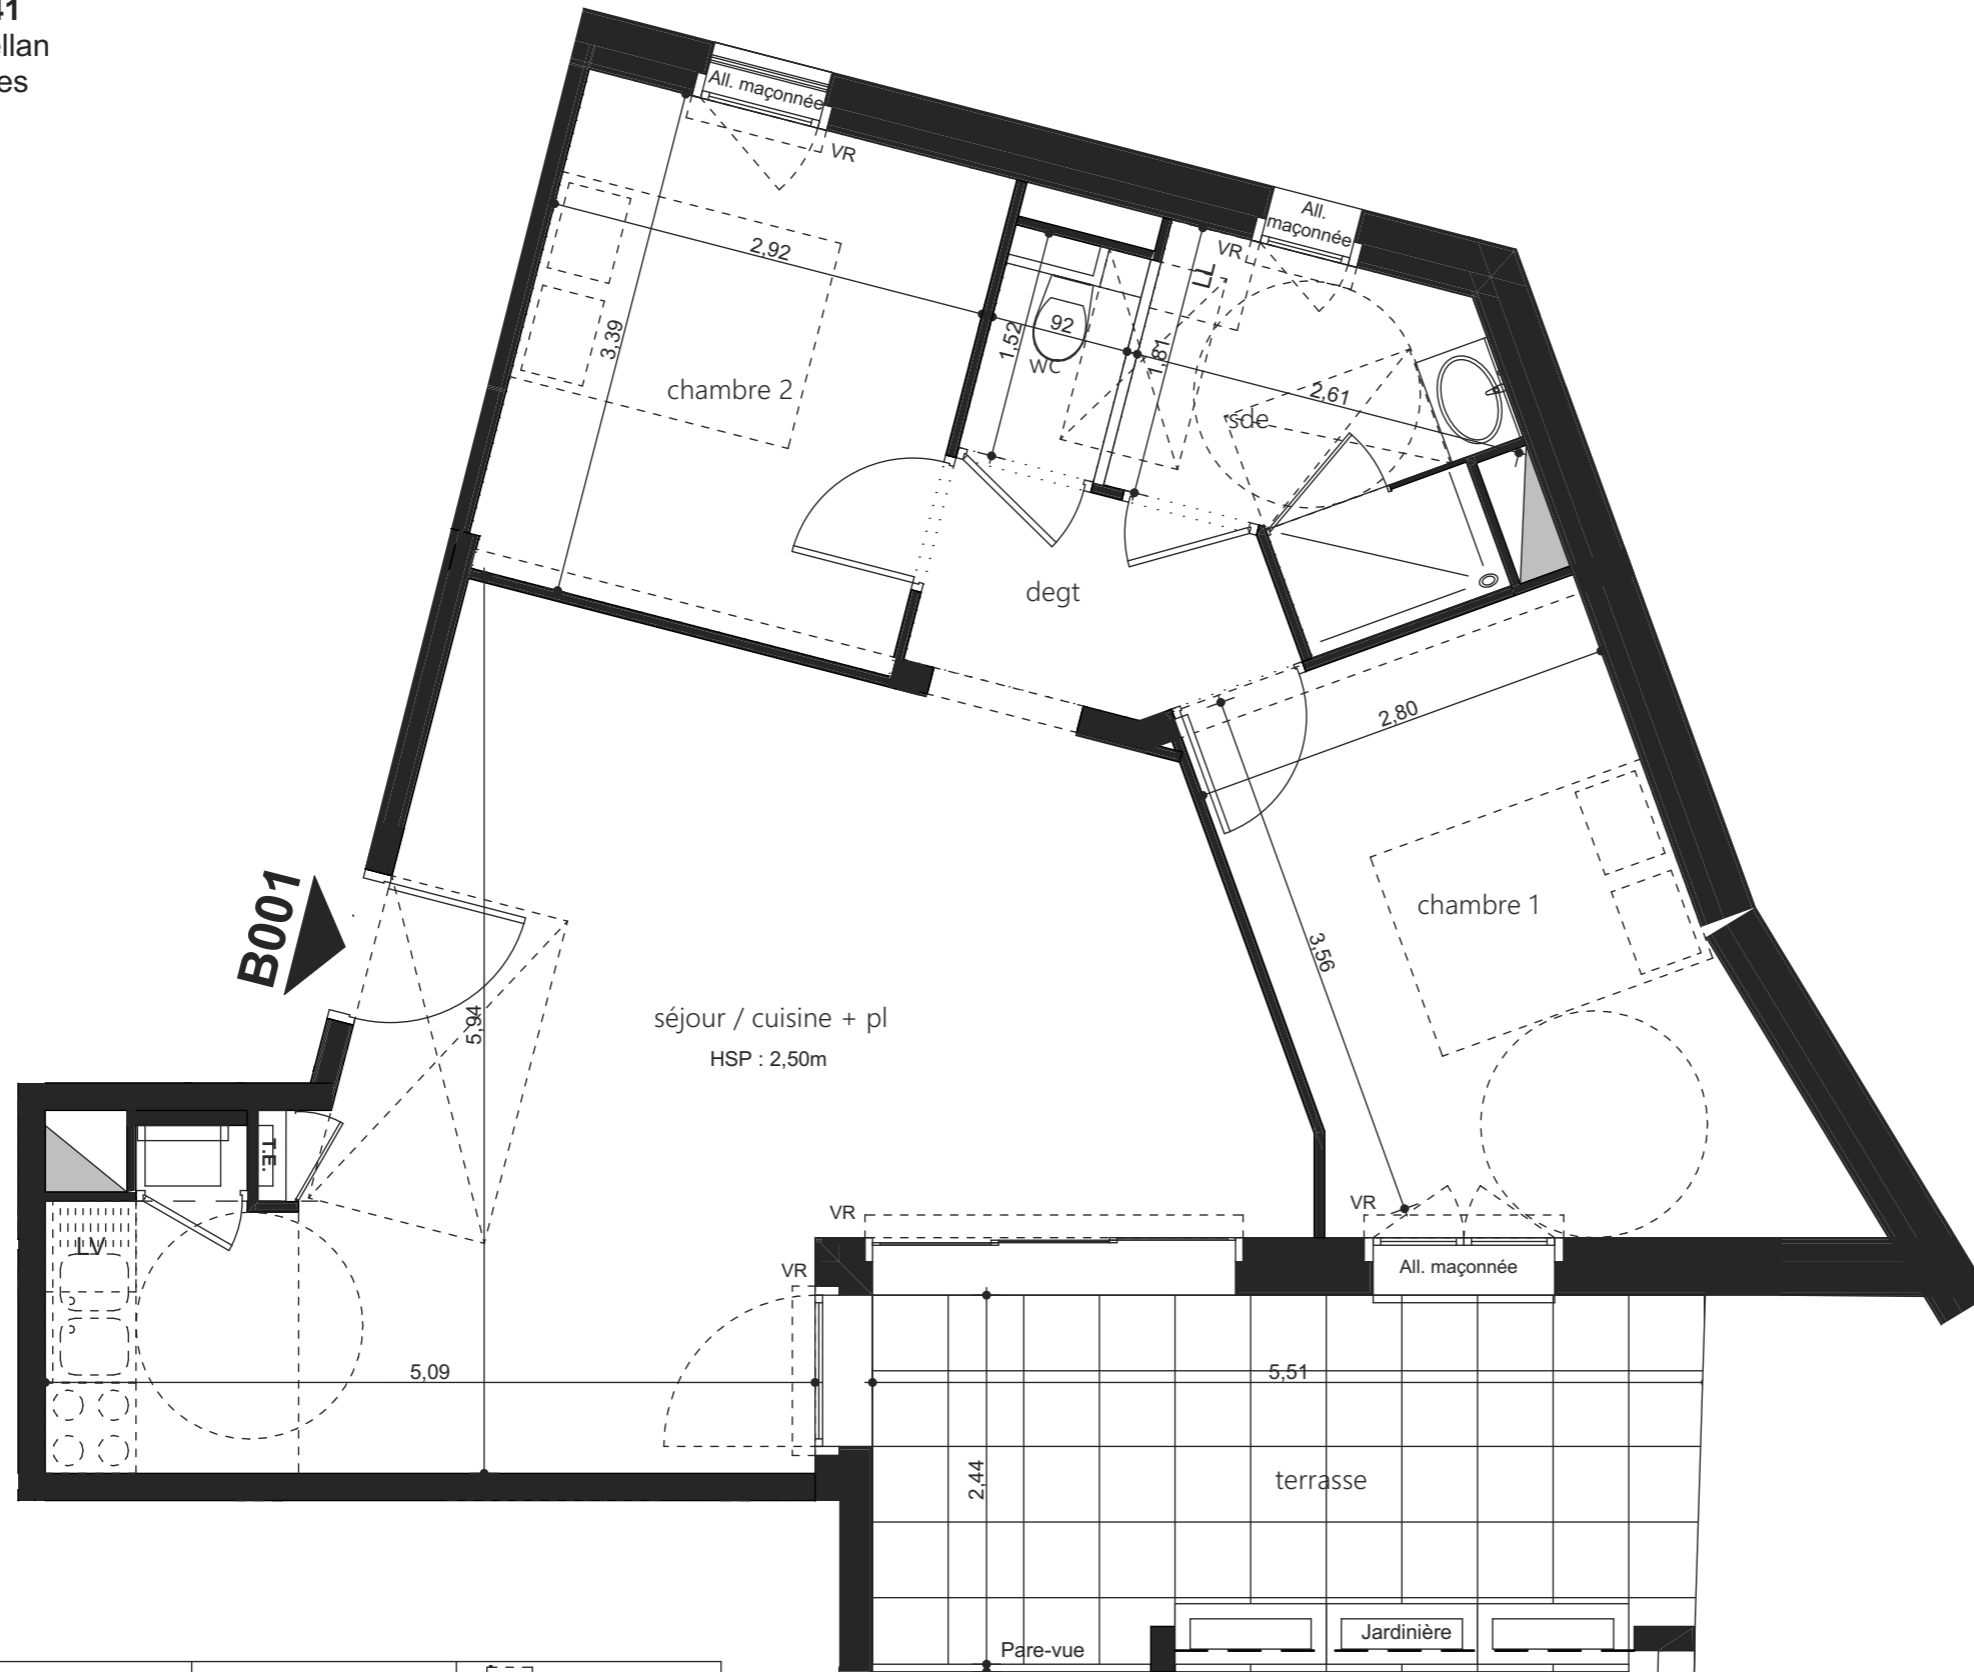 41
llan
es
All. maçonnée
VR
All.
maçonnée
VR
LL
2,92
3,39
1,52
92
WC
1,81
2,61
chambre 2
sde
degt
2,80
chambre 1
3,56
B001
5,94
séjour / cuisine + pl
HSP : 2,50m
T.E.
LV
VR
VR
VR
All. maçonnée
5,09
5,51
2,44
terrasse
Jardinière
Pare-vue